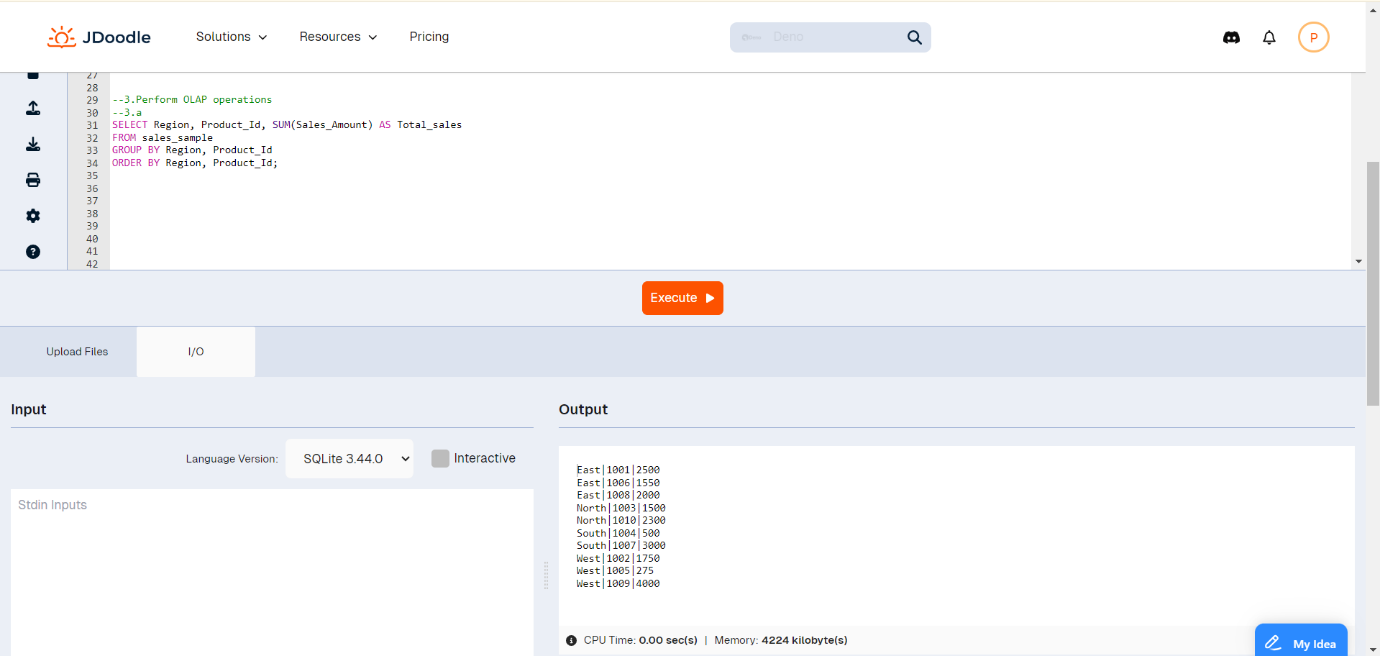 JDoodle
Solutions
Resources
Pricing
Deno
P
27
28
29 --3.Perform OLAP operations
30 --3.a
31 SELECT Region, Product_Id, SUM(Sales_Amount) AS Total_sales
32 FROM sales_sample
33 GROUP BY Region, Product_Id
34 ORDER BY Region, Product_Id;
35
36
37
38
39
40
41
42
Execute
Upload Files
I/O
Input
Language Version:
SQLite 3.44.0
Interactive
Stdin Inputs
Output
East|1001|2500
East|1006|1550
East|1008|2000
North|1003|1500
North|1010|2300
South|1004|500
South|1007|3000
West|1002|1750
West|1005|275
West|1009|4000
CPU Time: 0.00 sec(s) | Memory: 4224 kilobyte(s)
My Idea